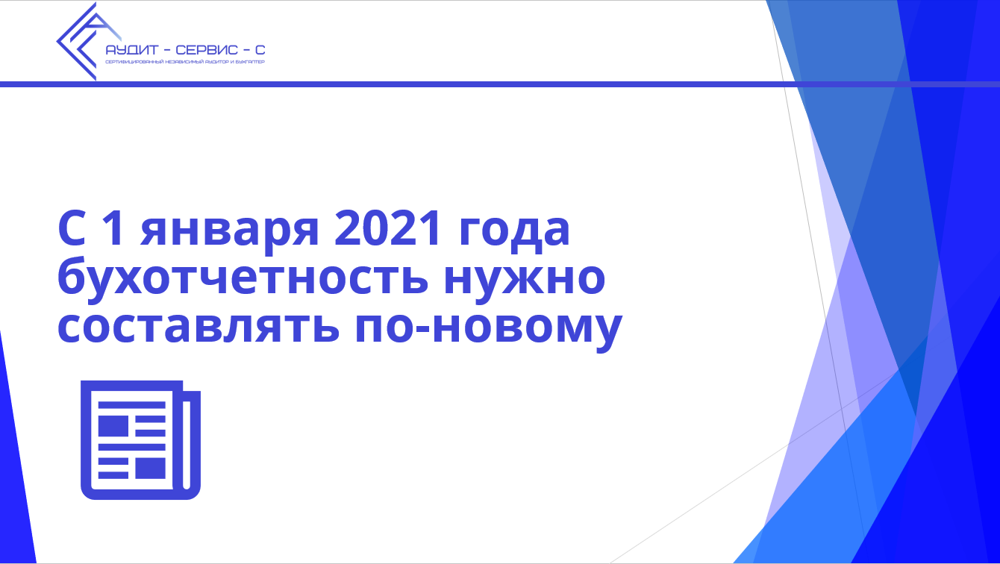 АУДИТ - СЕРВИС - С
СЕРТИФИЦИРОВАННЫЙ НЕЗАВИСИМЫЙ АУДИТОР И БУХГАЛТЕР
С 1 января 2021 года
бухотчетность нужно
составлять по-новому